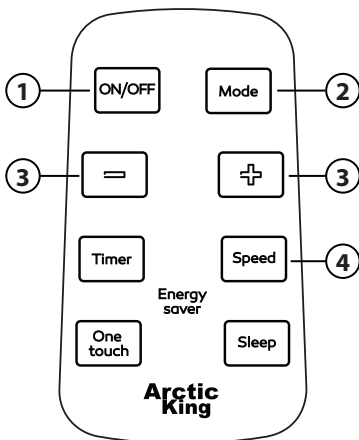 1 ON/OFF Mode 2
3 − + 3
Timer Speed 4
Energy
saver
One
touch
Sleep
Arctic
King